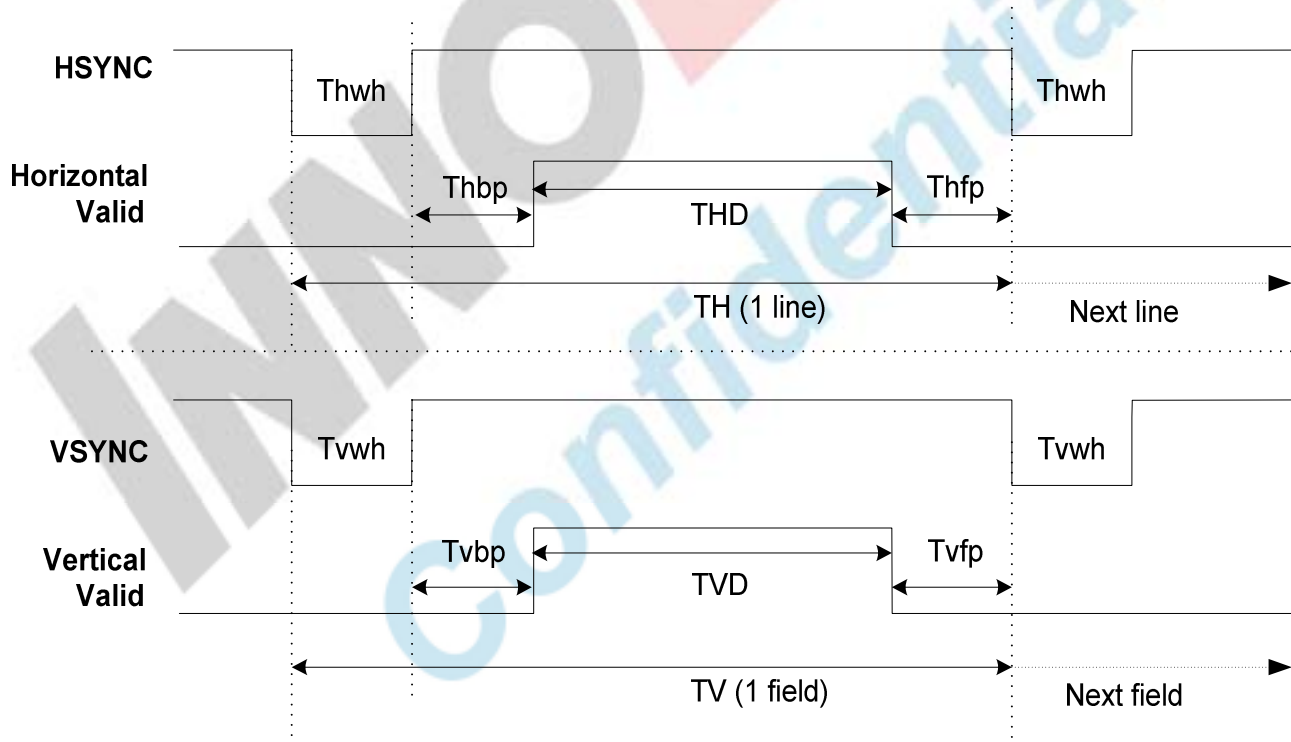 HSYNC
Thwh
Thwh
Horizontal
Valid
Thbp
THD
Thfp
TH (1 line)
Next line
VSYNC
Tvwh
Tvwh
Vertical
Valid
Tvbp
TVD
Tvfp
TV (1 field)
Next field
INNO
Confidential